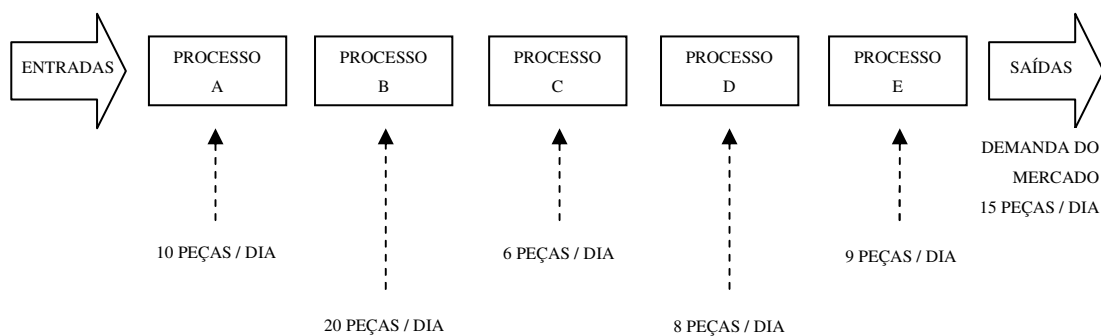 ENTRADAS
PROCESSO
A
PROCESSO
B
PROCESSO
C
PROCESSO
D
PROCESSO
E
SAÍDAS
DEMANDA DO
MERCADO
15 PEÇAS / DIA
10 PEÇAS / DIA
6 PEÇAS / DIA
9 PEÇAS / DIA
20 PEÇAS / DIA
8 PEÇAS / DIA